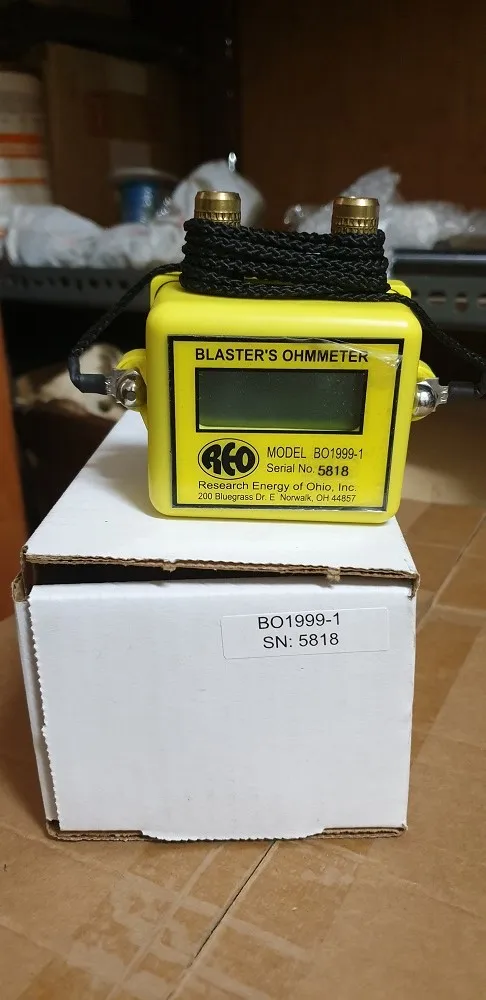 BLASTER'S OHMMETER
REO
MODEL BO1999-1
Serial No. 5818
Research Energy of Ohio, Inc.
200 Bluegrass Dr. E Norwalk, OH 44857
BO1999-1
SN: 5818